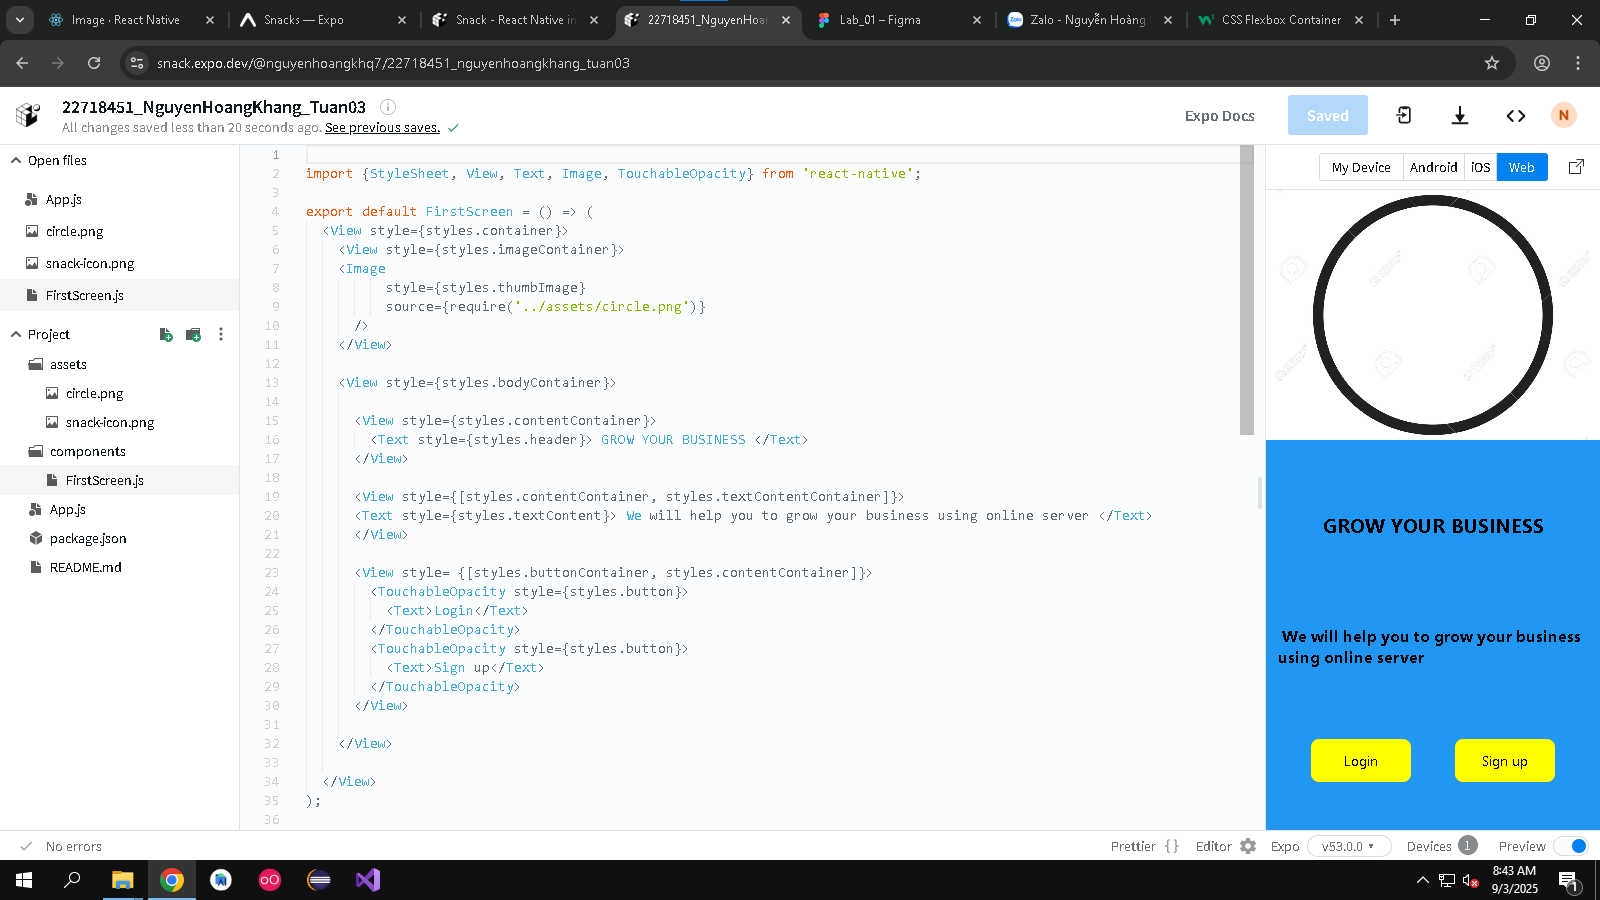 Image · React Native
Snacks — Expo
Snack - React Native in
22718451_NguyenHoan
Lab_01 – Figma
Zalo - Nguyễn Hoàng
CSS Flexbox Container
snack.expo.dev/@nguyenhoangkhq7/22718451_nguyenhoangkhang_tuan03
22718451_NguyenHoangKhang_Tuan03
All changes saved less than 20 seconds ago. See previous saves.
Expo Docs
Saved
N
Open files
App.js
circle.png
snack-icon.png
FirstScreen.js
Project
assets
circle.png
snack-icon.png
components
FirstScreen.js
App.js
package.json
README.md
1
2 import {StyleSheet, View, Text, Image, TouchableOpacity} from 'react-native';
3
4 export default FirstScreen = () => (
5 <View style={styles.container}>
6 <View style={styles.imageContainer}>
7 <Image
8 style={styles.thumbImage}
9 source={require('../assets/circle.png')}
10 />
11 </View>
12
13 <View style={styles.bodyContainer}>
14
15 <View style={styles.contentContainer}>
16 <Text style={styles.header}> GROW YOUR BUSINESS </Text>
17 </View>
18
19 <View style={[styles.contentContainer, styles.textContentContainer]}>
20 <Text style={styles.textContent}> We will help you to grow your business using online server </Text>
21 </View>
22
23 <View style= {[styles.buttonContainer, styles.contentContainer]}>
24 <TouchableOpacity style={styles.button}>
25 <Text>Login</Text>
26 </TouchableOpacity>
27 <TouchableOpacity style={styles.button}>
28 <Text>Sign up</Text>
29 </TouchableOpacity>
30 </View>
31
32 </View>
33
34 </View>
35 );
36
My Device
Android
iOS
Web
GROW YOUR BUSINESS
We will help you to grow your business
using online server
Login
Sign up
No errors
Prettier { }
Editor
Expo
v53.0.0
Devices 1
Preview
8:43 AM
9/3/2025
1